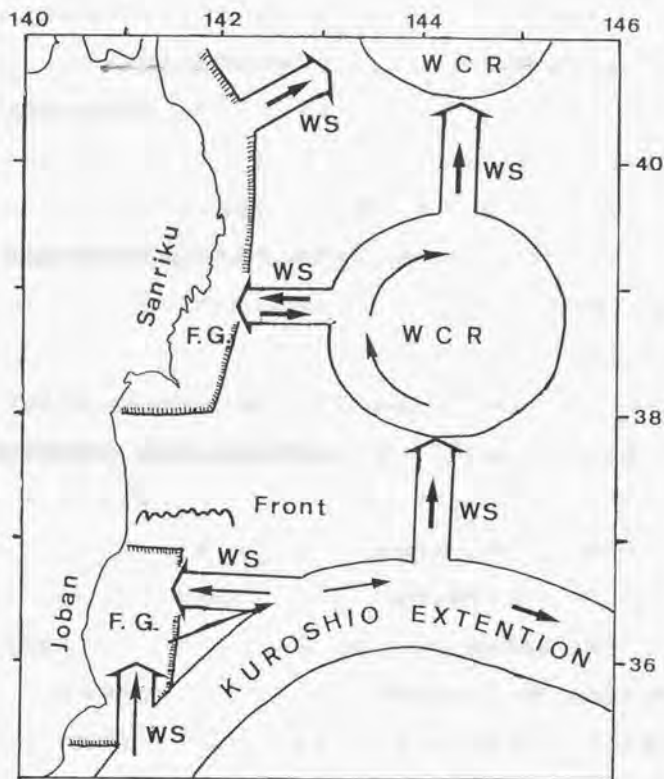 140 142 144 146
WCR
WS
WS
40
Sanriku
WS
F.G.
WCR
38
Front
WS
WS
Joban
F.G.
KUROSHIO EXTENTION
36
WS